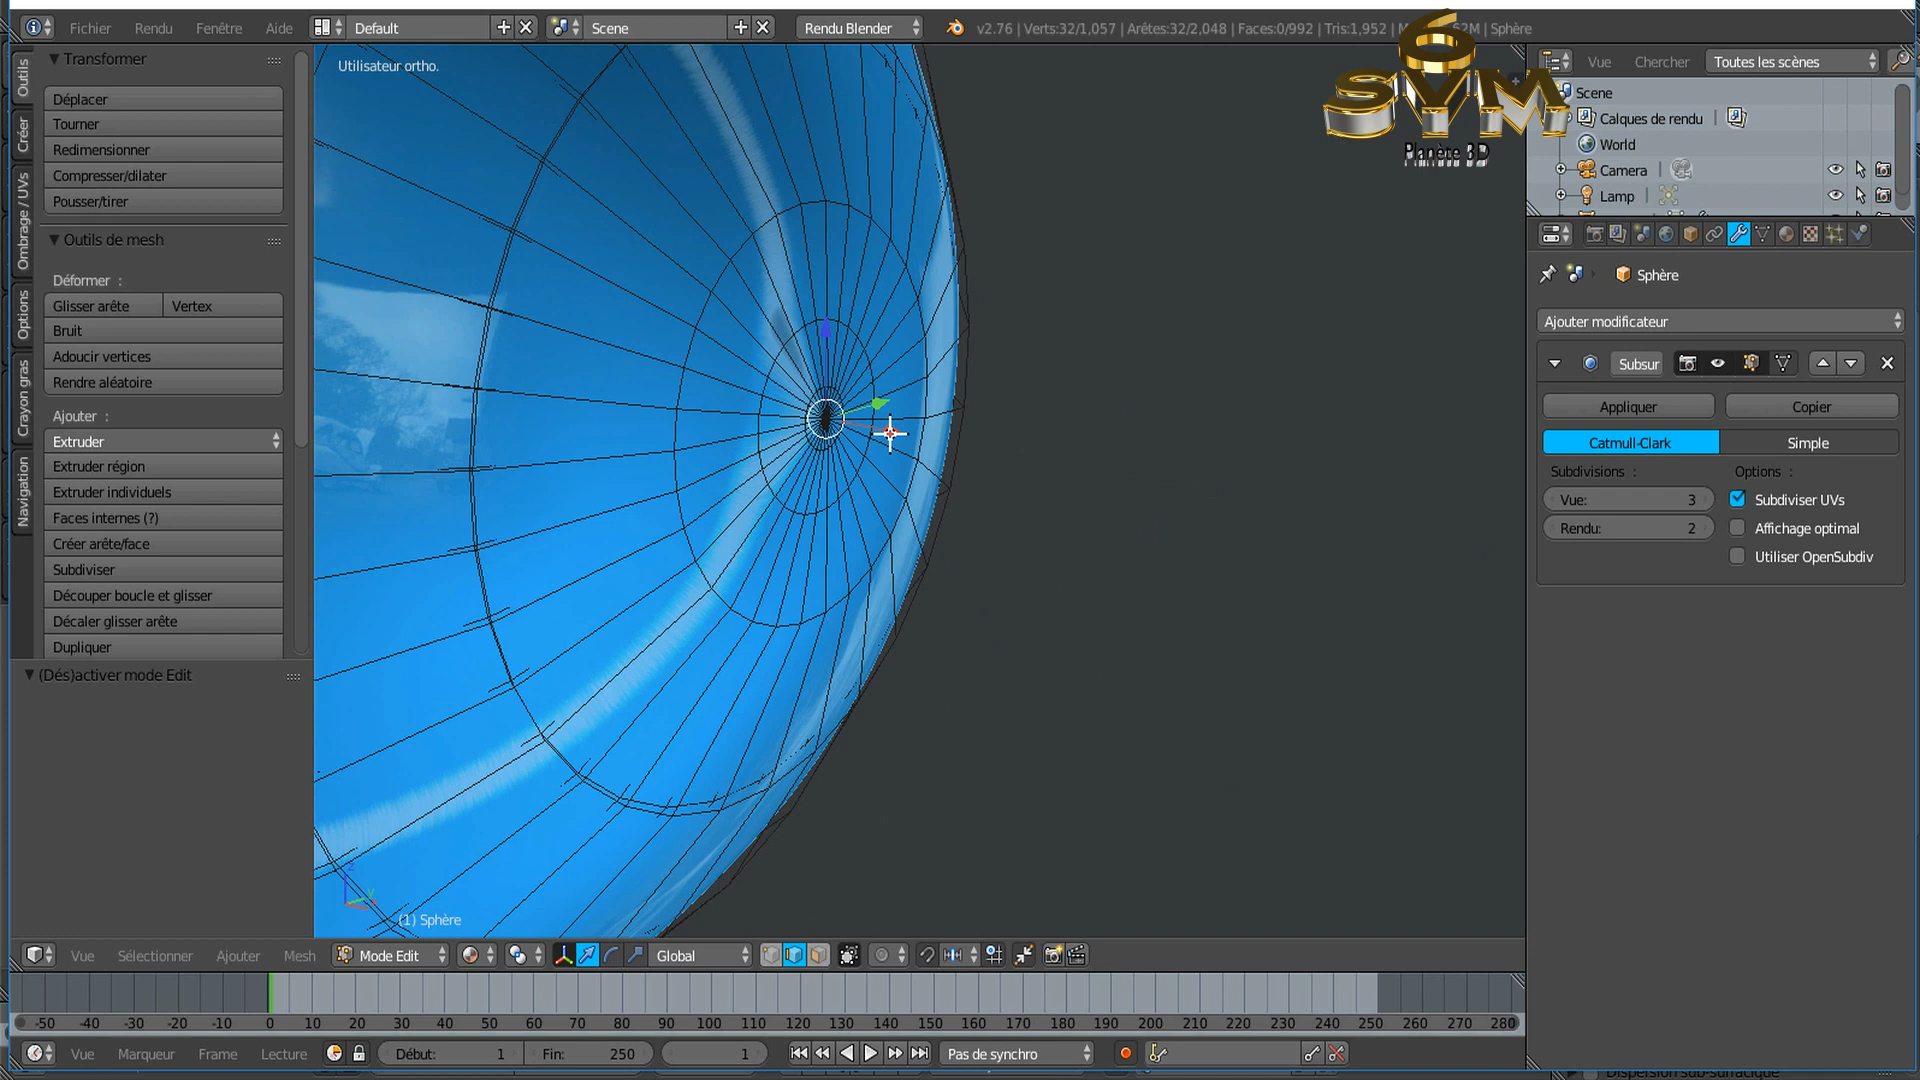 Fichier Rendu Fenêtre Aide Default Scene Rendu Blender v2.76 | Verts:32/1,057 | Arêtes:32/2,048 | Faces:0/992 | Tris:1,952 | | Sphère
6
SYM
Planète 3D
Outils
Créer
Ombrage / UVs
Options
Crayon gras
Navigation
Transformer
Déplacer
Tourner
Redimensionner
Compresser/dilater
Pousser/tirer
Outils de mesh
Déformer :
Glisser arête Vertex
Bruit
Adoucir vertices
Rendre aléatoire
Ajouter :
Extruder
Extruder région
Extruder individuels
Faces internes (?)
Créer arête/face
Subdiviser
Découper boucle et glisser
Décaler glisser arête
Dupliquer
(Dés)activer mode Edit
Utilisateur ortho.
z
y
(1) Sphère
Vue Chercher Toutes les scènes
Scene
Calques de rendu |
World
Camera |
Lamp |
Sphère
Ajouter modificateur
Subsur
Appliquer Copier
Catmull-Clark Simple
Subdivisions : Options :
Vue: 3 Subdiviser UVs
Rendu: 2 Affichage optimal
Utiliser OpenSubdiv
Vue Sélectionner Ajouter Mesh Mode Edit Global
-50 -40 -30 -20 -10 0 10 20 30 40 50 60 70 80 90 100 110 120 130 140 150 160 170 180 190 200 210 220 230 240 250 260 270 280
Vue Marqueur Frame Lecture Début: 1 Fin: 250 1 Pas de synchro
Dispersion sub-surfacique